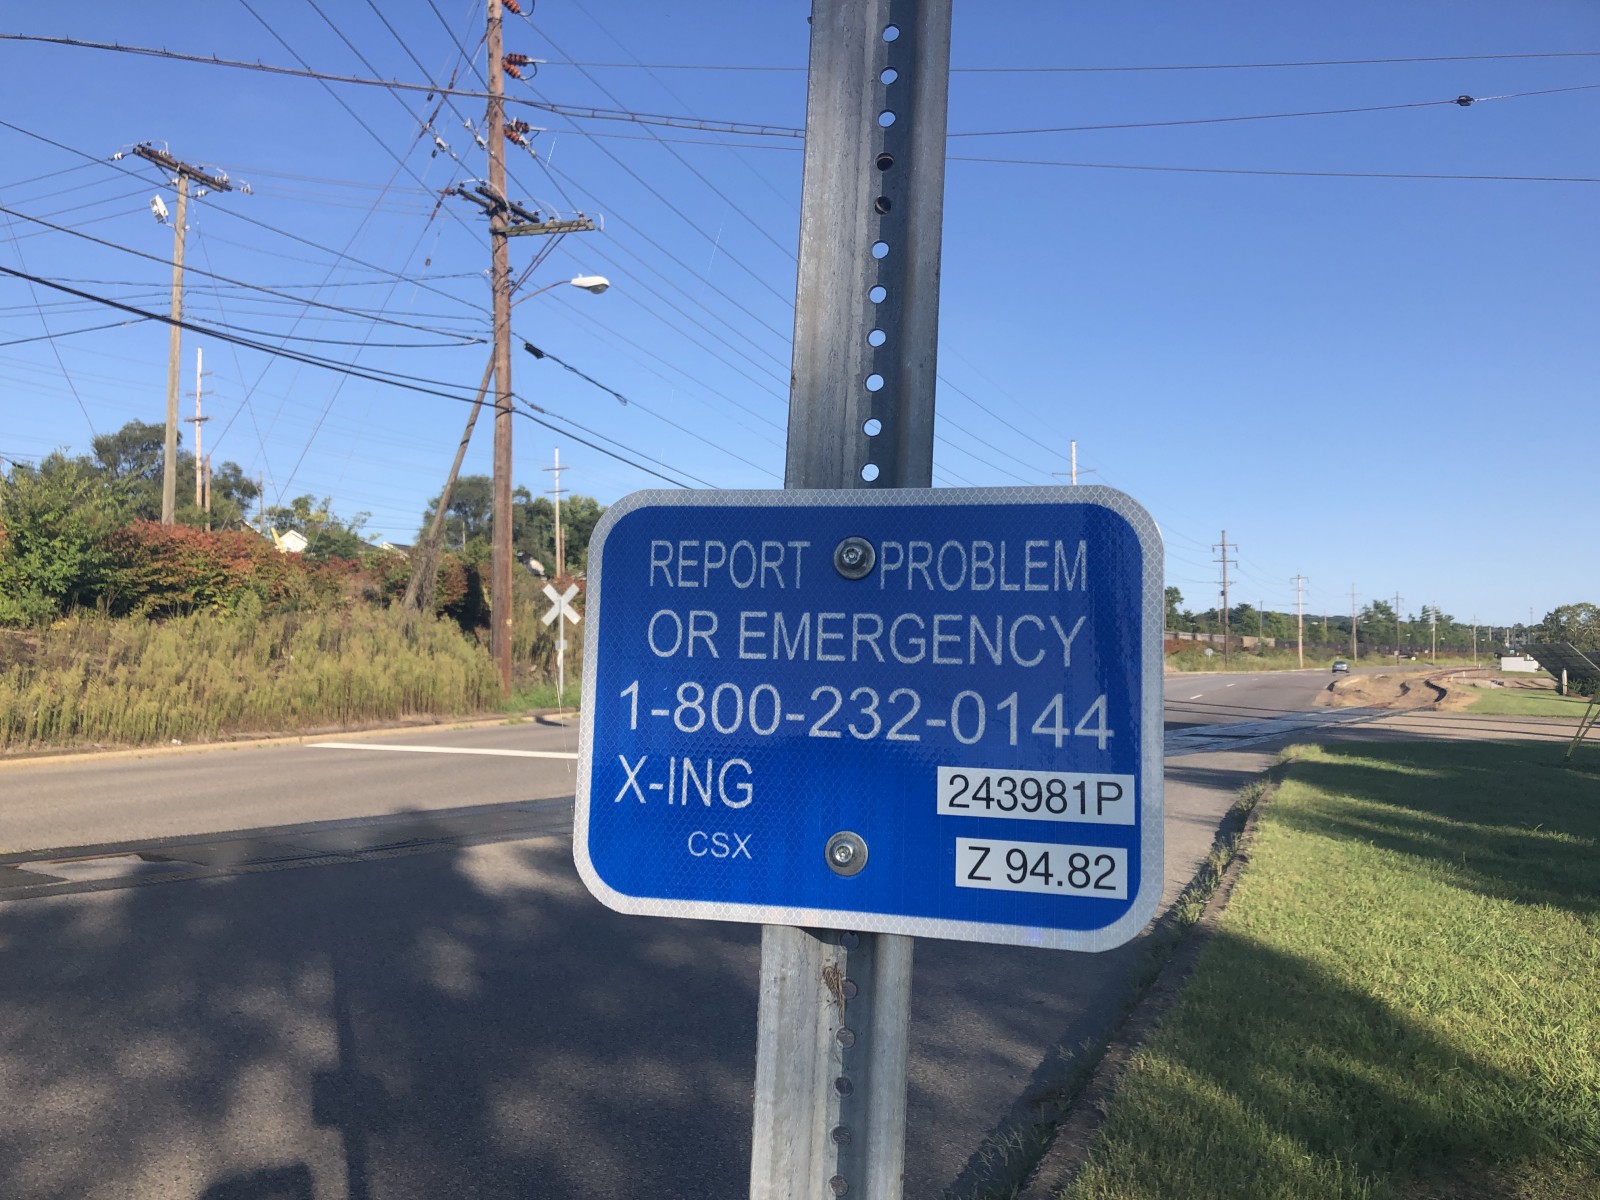 REPORT PROBLEM
OR EMERGENCY
1-800-232-0144
X-ING 243981P
CSX Z 94.82